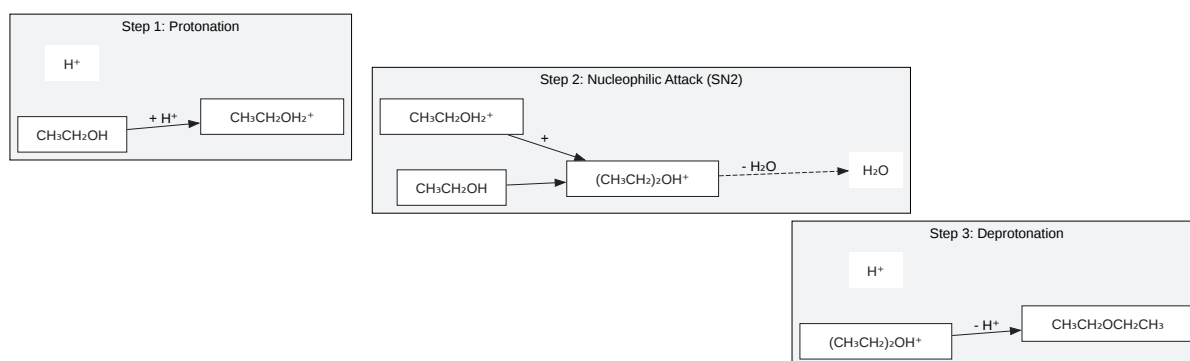 Step 1: Protonation
H⁺
CH₃CH₂OH
+ H⁺
CH₃CH₂OH₂⁺
Step 2: Nucleophilic Attack (SN2)
CH₃CH₂OH₂⁺
+
CH₃CH₂OH
(CH₃CH₂)₂OH⁺
- H₂O
H₂O
Step 3: Deprotonation
H⁺
(CH₃CH₂)₂OH⁺
- H⁺
CH₃CH₂OCH₂CH₃